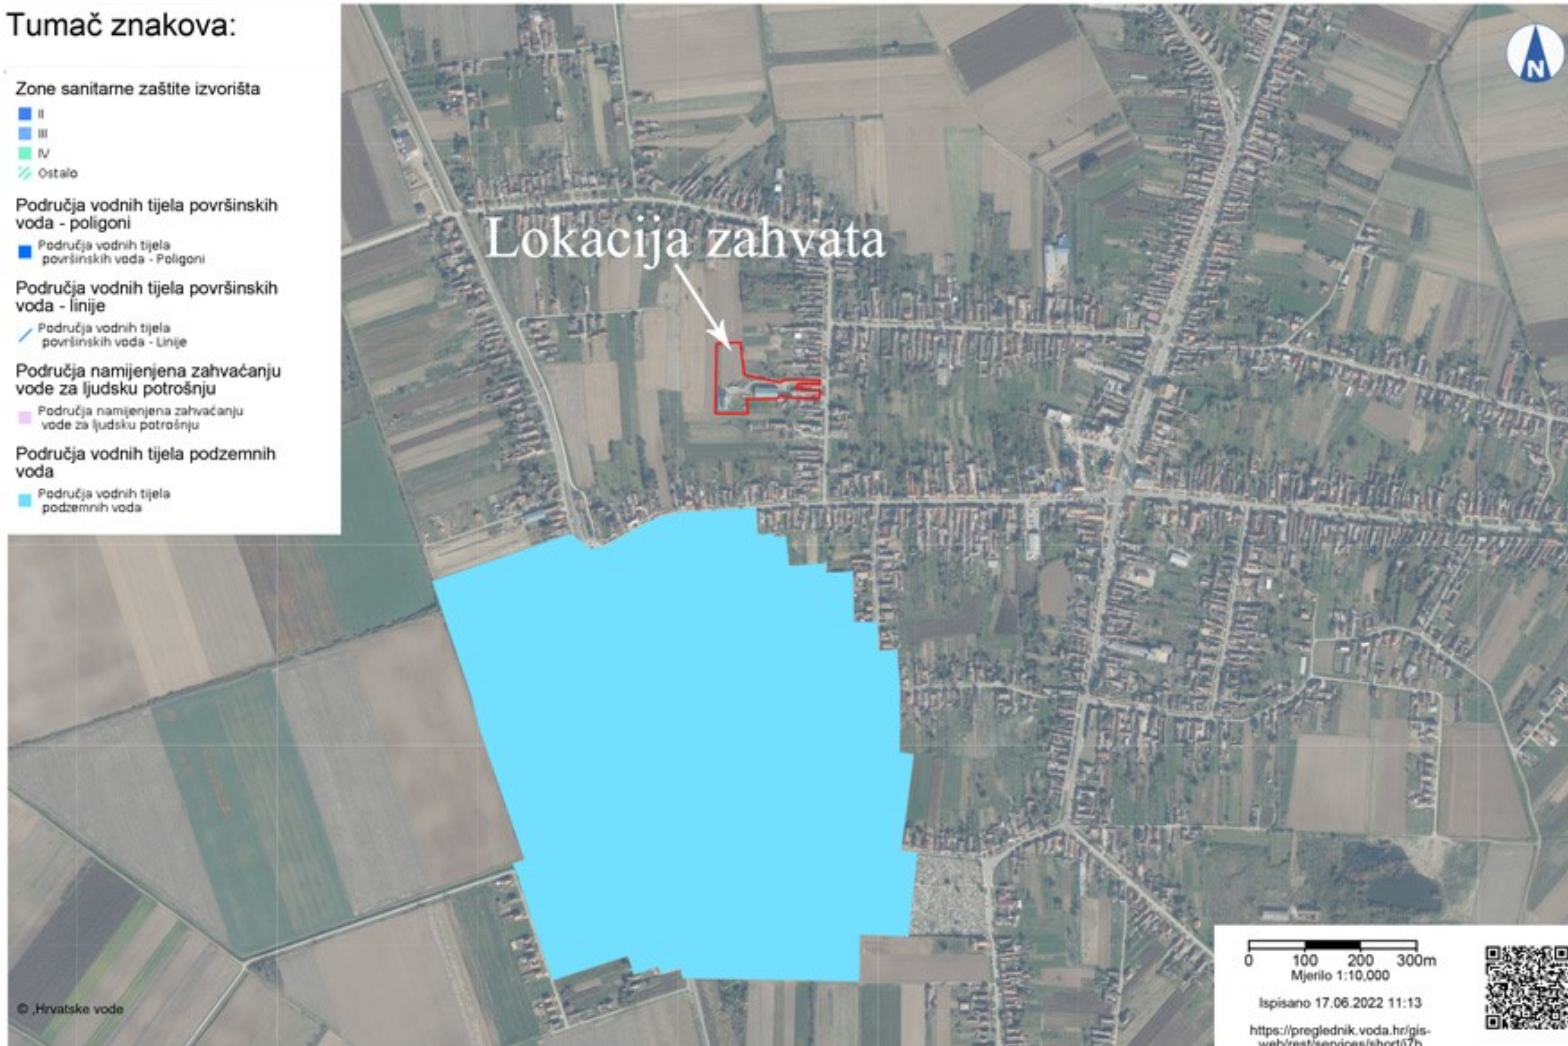 Tumač znakova:
Zone sanitarne zaštite izvorišta
II
III
IV
Ostalo
Područja vodnih tijela površinskih
voda - poligoni
Područja vodnih tijela
površinskih voda - Poligoni
Područja vodnih tijela površinskih
voda - linije
Područja vodnih tijela
površinskih voda - Linije
Područja namijenjena zahvaćanju
vode za ljudsku potrošnju
Područja namijenjena zahvaćanju
vode za ljudsku potrošnju
Područja vodnih tijela podzemnih
voda
Područja vodnih tijela
podzemnih voda
Lokacija zahvata
N
© ,Hrvatske vode
0 100 200 300m
Mjerilo 1:10,000
Ispisano 17.06.2022 11:13
https://preglednik.voda.hr/gis-